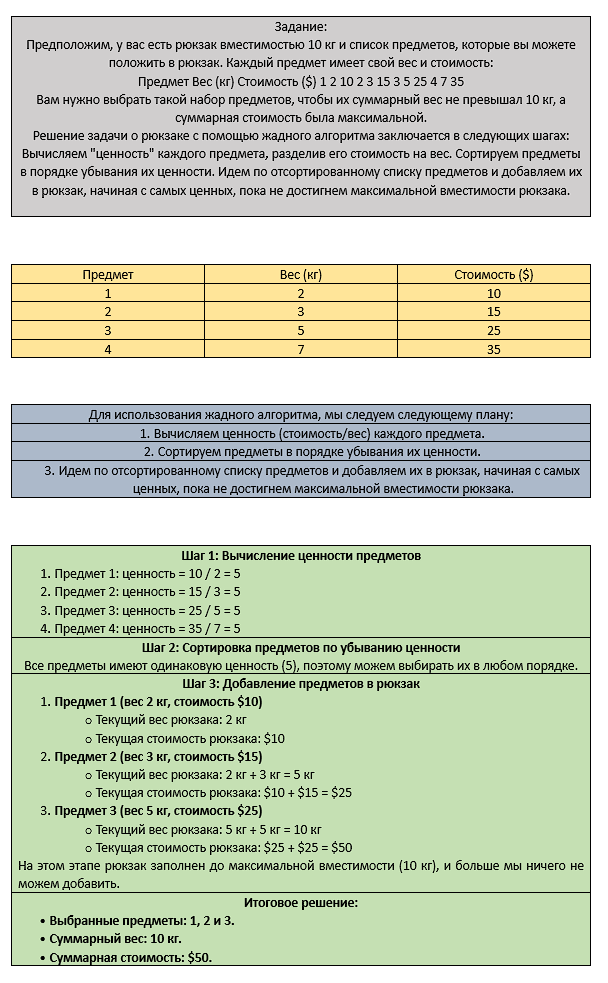 Задание:
Предположим, у вас есть рюкзак вместимостью 10 кг и список предметов, которые вы можете
положить в рюкзак. Каждый предмет имеет свой вес и стоимость:
Предмет Вес (кг) Стоимость ($) 1 2 10 2 3 15 3 5 25 4 7 35
Вам нужно выбрать такой набор предметов, чтобы их суммарный вес не превышал 10 кг, а
суммарная стоимость была максимальной.
Решение задачи о рюкзаке с помощью жадного алгоритма заключается в следующих шагах:
Вычисляем "ценность" каждого предмета, разделив его стоимость на вес. Сортируем предметы
в порядке убывания их ценности. Идем по отсортированному списку предметов и добавляем их
в рюкзак, начиная с самых ценных, пока не достигнем максимальной вместимости рюкзака.
Предмет Вес (кг) Стоимость ($)
1 2 10
2 3 15
3 5 25
4 7 35
Для использования жадного алгоритма, мы следуем следующему плану:
1. Вычисляем ценность (стоимость/вес) каждого предмета.
2. Сортируем предметы в порядке убывания их ценности.
3. Идем по отсортированному списку предметов и добавляем их в рюкзак, начиная с самых
ценных, пока не достигнем максимальной вместимости рюкзака.
Шаг 1: Вычисление ценности предметов
1. Предмет 1: ценность = 10 / 2 = 5
2. Предмет 2: ценность = 15 / 3 = 5
3. Предмет 3: ценность = 25 / 5 = 5
4. Предмет 4: ценность = 35 / 7 = 5
Шаг 2: Сортировка предметов по убыванию ценности
Все предметы имеют одинаковую ценность (5), поэтому можем выбирать их в любом порядке.
Шаг 3: Добавление предметов в рюкзак
1. Предмет 1 (вес 2 кг, стоимость $10)
o Текущий вес рюкзака: 2 кг
o Текущая стоимость рюкзака: $10
2. Предмет 2 (вес 3 кг, стоимость $15)
o Текущий вес рюкзака: 2 кг + 3 кг = 5 кг
o Текущая стоимость рюкзака: $10 + $15 = $25
3. Предмет 3 (вес 5 кг, стоимость $25)
o Текущий вес рюкзака: 5 кг + 5 кг = 10 кг
o Текущая стоимость рюкзака: $25 + $25 = $50
На этом этапе рюкзак заполнен до максимальной вместимости (10 кг), и больше мы ничего не
можем добавить.
Итоговое решение:
• Выбранные предметы: 1, 2 и 3.
• Суммарный вес: 10 кг.
• Суммарная стоимость: $50.